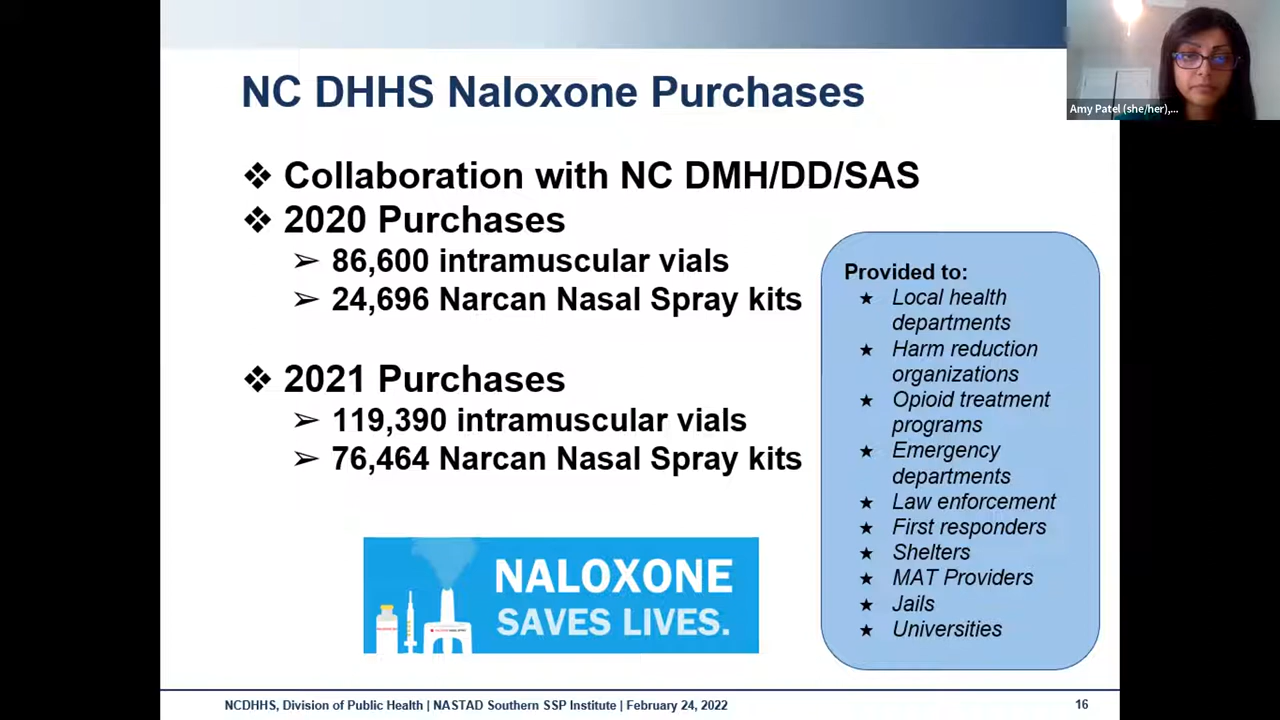 NC DHHS Naloxone Purchases
Amy Patel (she/her),...
❖ Collaboration with NC DMH/DD/SAS
❖ 2020 Purchases
➢ 86,600 intramuscular vials
➢ 24,696 Narcan Nasal Spray kits
❖ 2021 Purchases
➢ 119,390 intramuscular vials
➢ 76,464 Narcan Nasal Spray kits
Provided to:
★ Local health
departments
★ Harm reduction
organizations
★ Opioid treatment
programs
★ Emergency
departments
★ Law enforcement
★ First responders
★ Shelters
★ MAT Providers
★ Jails
★ Universities
NALOXONE
SAVES LIVES.
NCDHHS, Division of Public Health | NASTAD Southern SSP Institute | February 24, 2022
16